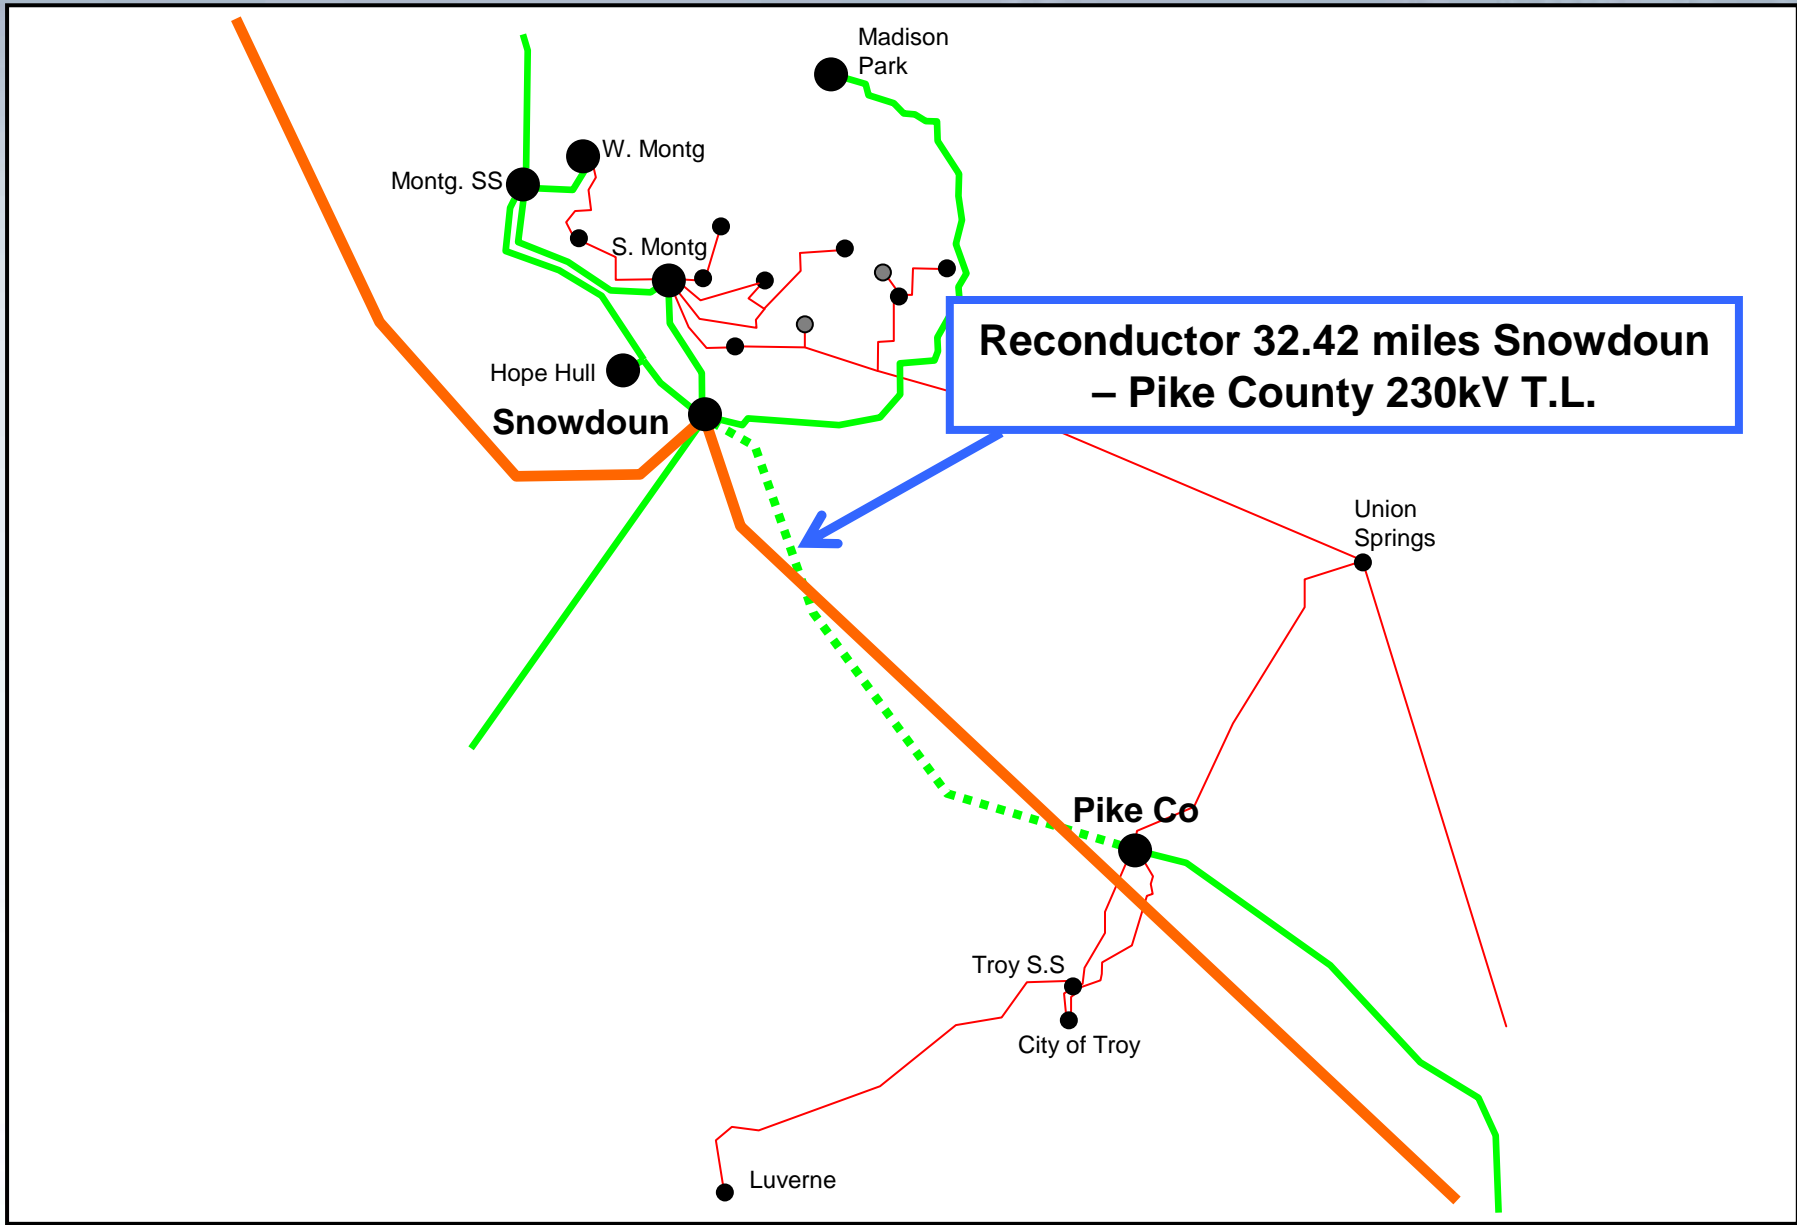 Madison
Park
W. Montg
Montg. SS
S. Montg
Hope Hull
Snowdoun
Reconductor 32.42 miles Snowdoun
– Pike County 230kV T.L.
Union
Springs
Pike Co
Troy S.S
City of Troy
Luverne